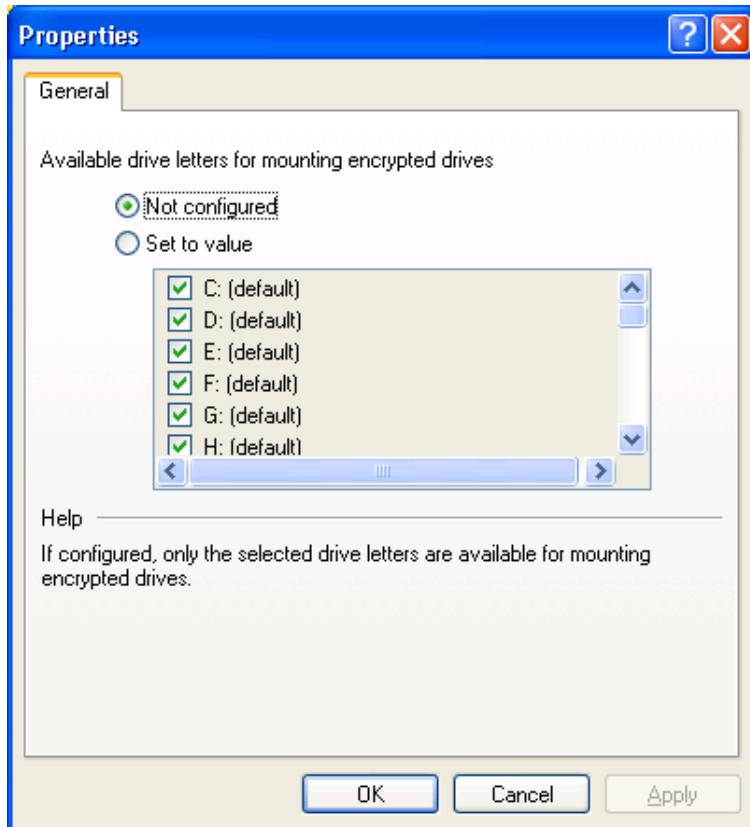 Properties
General
Available drive letters for mounting encrypted drives
Not configured
Set to value
C: (default)
D: (default)
E: (default)
F: (default)
G: (default)
H: (default)
Help
If configured, only the selected drive letters are available for mounting
encrypted drives.
OK Cancel Apply